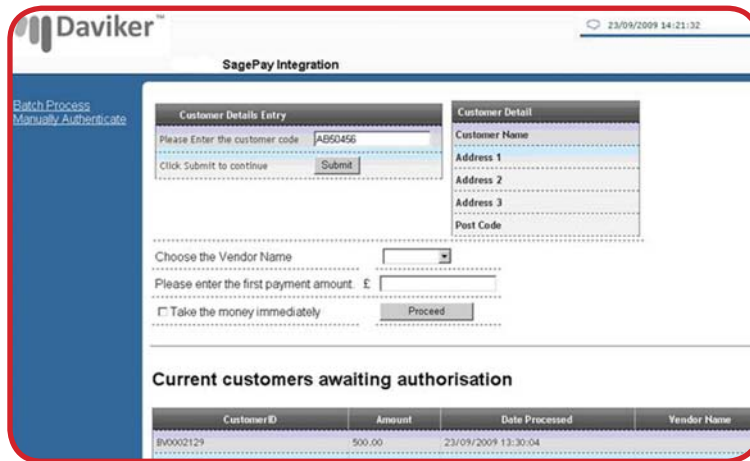 Daviker™
23/09/2009 14:21:32
SagePay Integration
Batch Process
Manually Authenticate
Customer Details Entry
Please Enter the customer code AB50456
Click Submit to continue Submit
Customer Detail
Customer Name
Address 1
Address 2
Address 3
Post Code
Choose the Vendor Name
Please enter the first payment amount. £
Take the money immediately Proceed
Current customers awaiting authorisation
CustomerID Amount Date Processed Vendor Name
BV0002129 500.00 23/09/2009 13:30:04